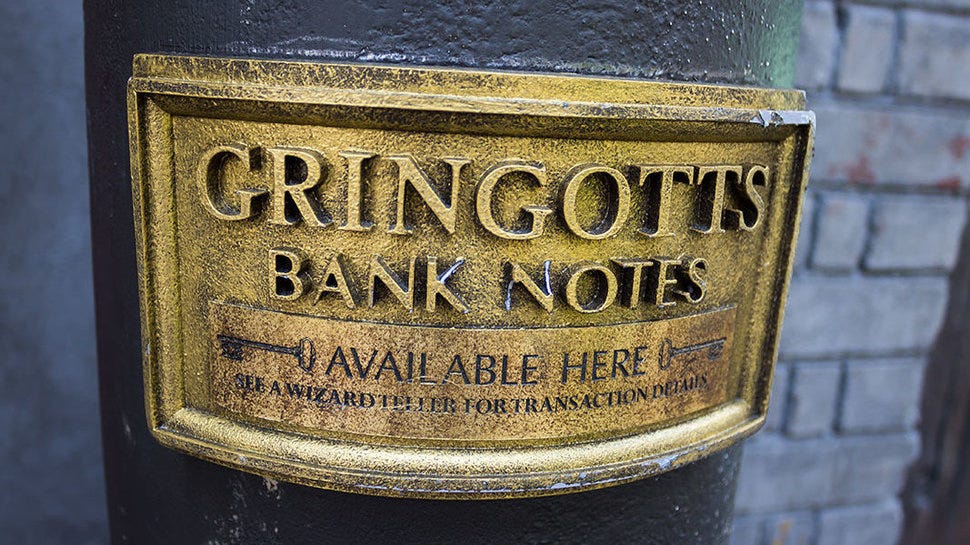 GRINGOTTS
BANK NOTES
AVAILABLE HERE
SEE A WIZARD TELLER FOR TRANSACTION DETAILS